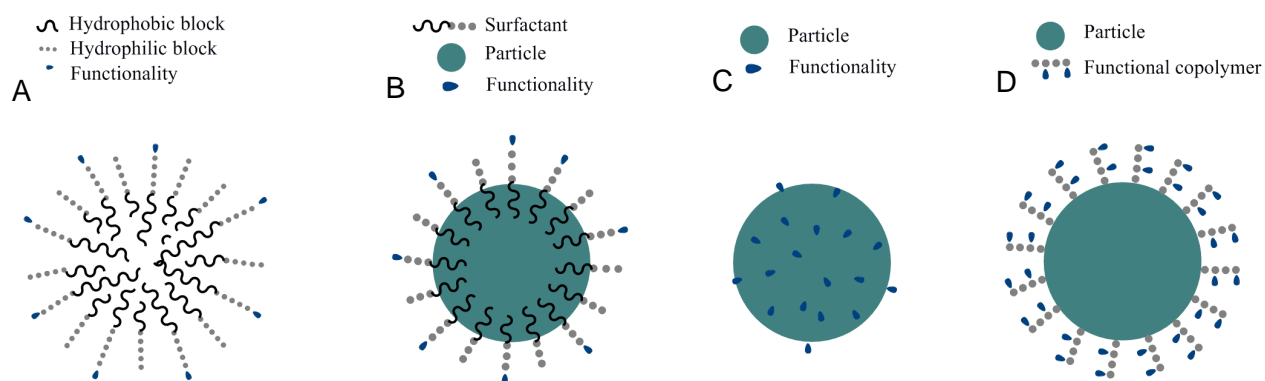 Hydrophobic block
Hydrophilic block
Functionality
A
Surfactant
Particle
Functionality
B
Particle
Functionality
C
Particle
Functional copolymer
D